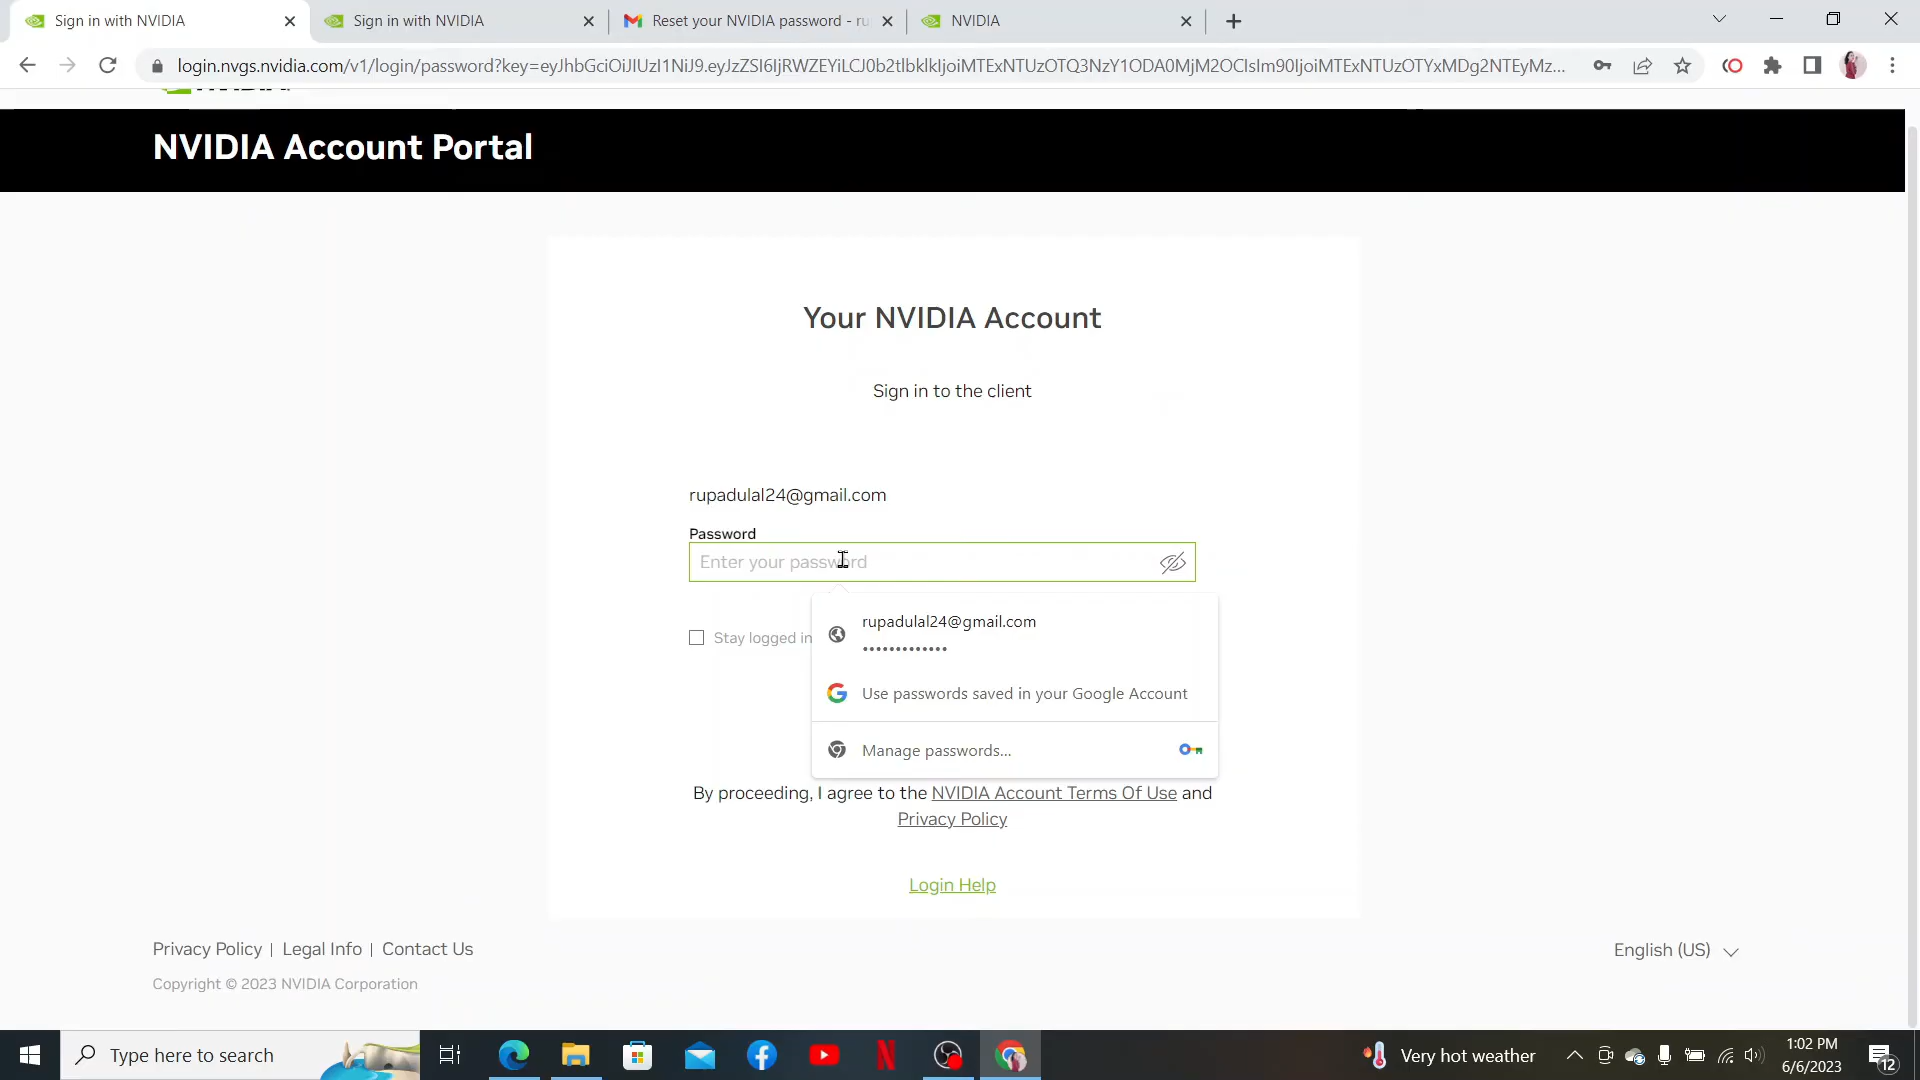 Sign in with NVIDIA
Sign in with NVIDIA
Reset your NVIDIA password - ru
NVIDIA
login.nvgs.nvidia.com/v1/login/password?key=eyJhbGciOiJIUzI1NiJ9.eyJzZSI6IjRWZEYiLCJ0b2tlbklkIjoiMTExNTUzOTQ3NzY1ODA0MjM2OCIsIm90IjoiMTExNTUzOTYxMDg2NTEyMz...
NVIDIA Account Portal
Your NVIDIA Account
Sign in to the client
rupadulal24@gmail.com
Password
Enter your password
rupadulal24@gmail.com
•••••••••••••
Stay logged in
Use passwords saved in your Google Account
Manage passwords...
By proceeding, I agree to the NVIDIA Account Terms Of Use and
Privacy Policy
Login Help
Privacy Policy | Legal Info | Contact Us
English (US)
Copyright © 2023 NVIDIA Corporation
Type here to search
Very hot weather
1:02 PM
6/6/2023
12